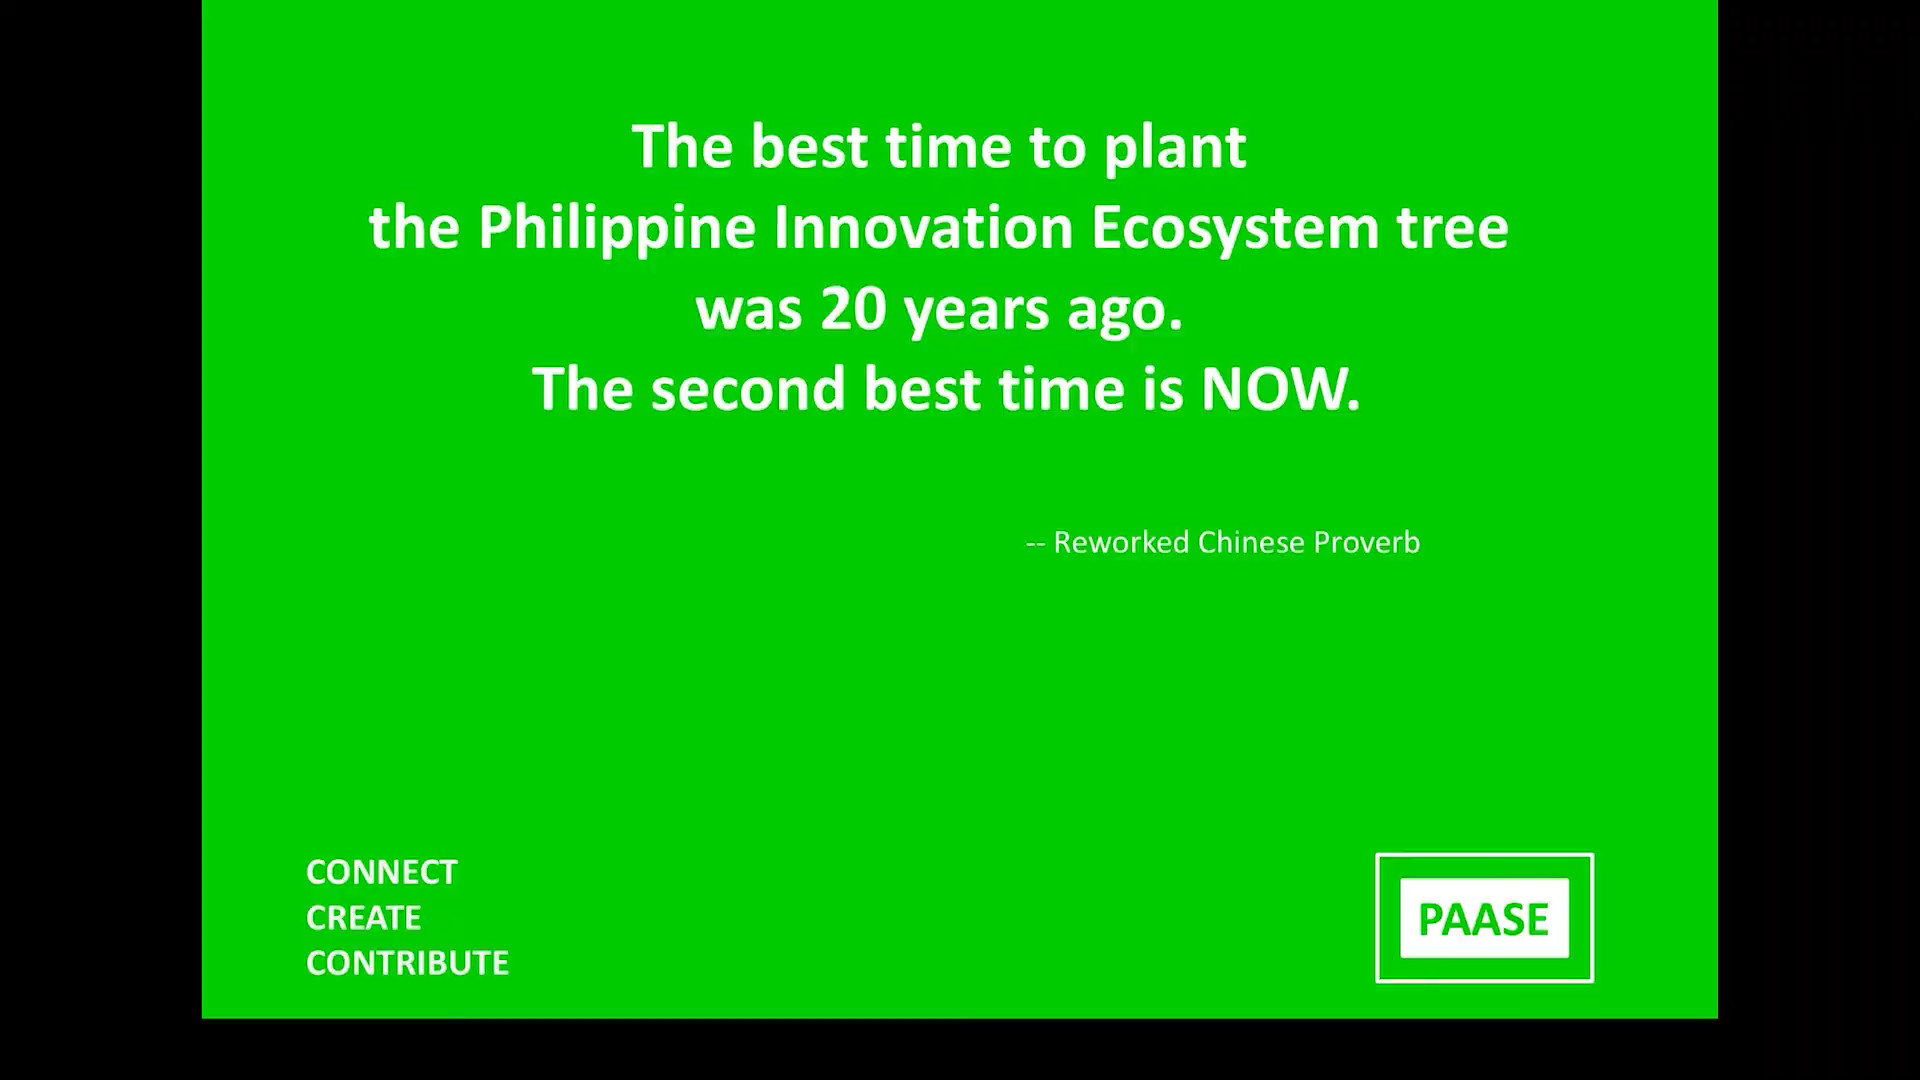 The best time to plant
the Philippine Innovation Ecosystem tree
was 20 years ago.
The second best time is NOW.
-- Reworked Chinese Proverb
CONNECT
CREATE
CONTRIBUTE
PAASE